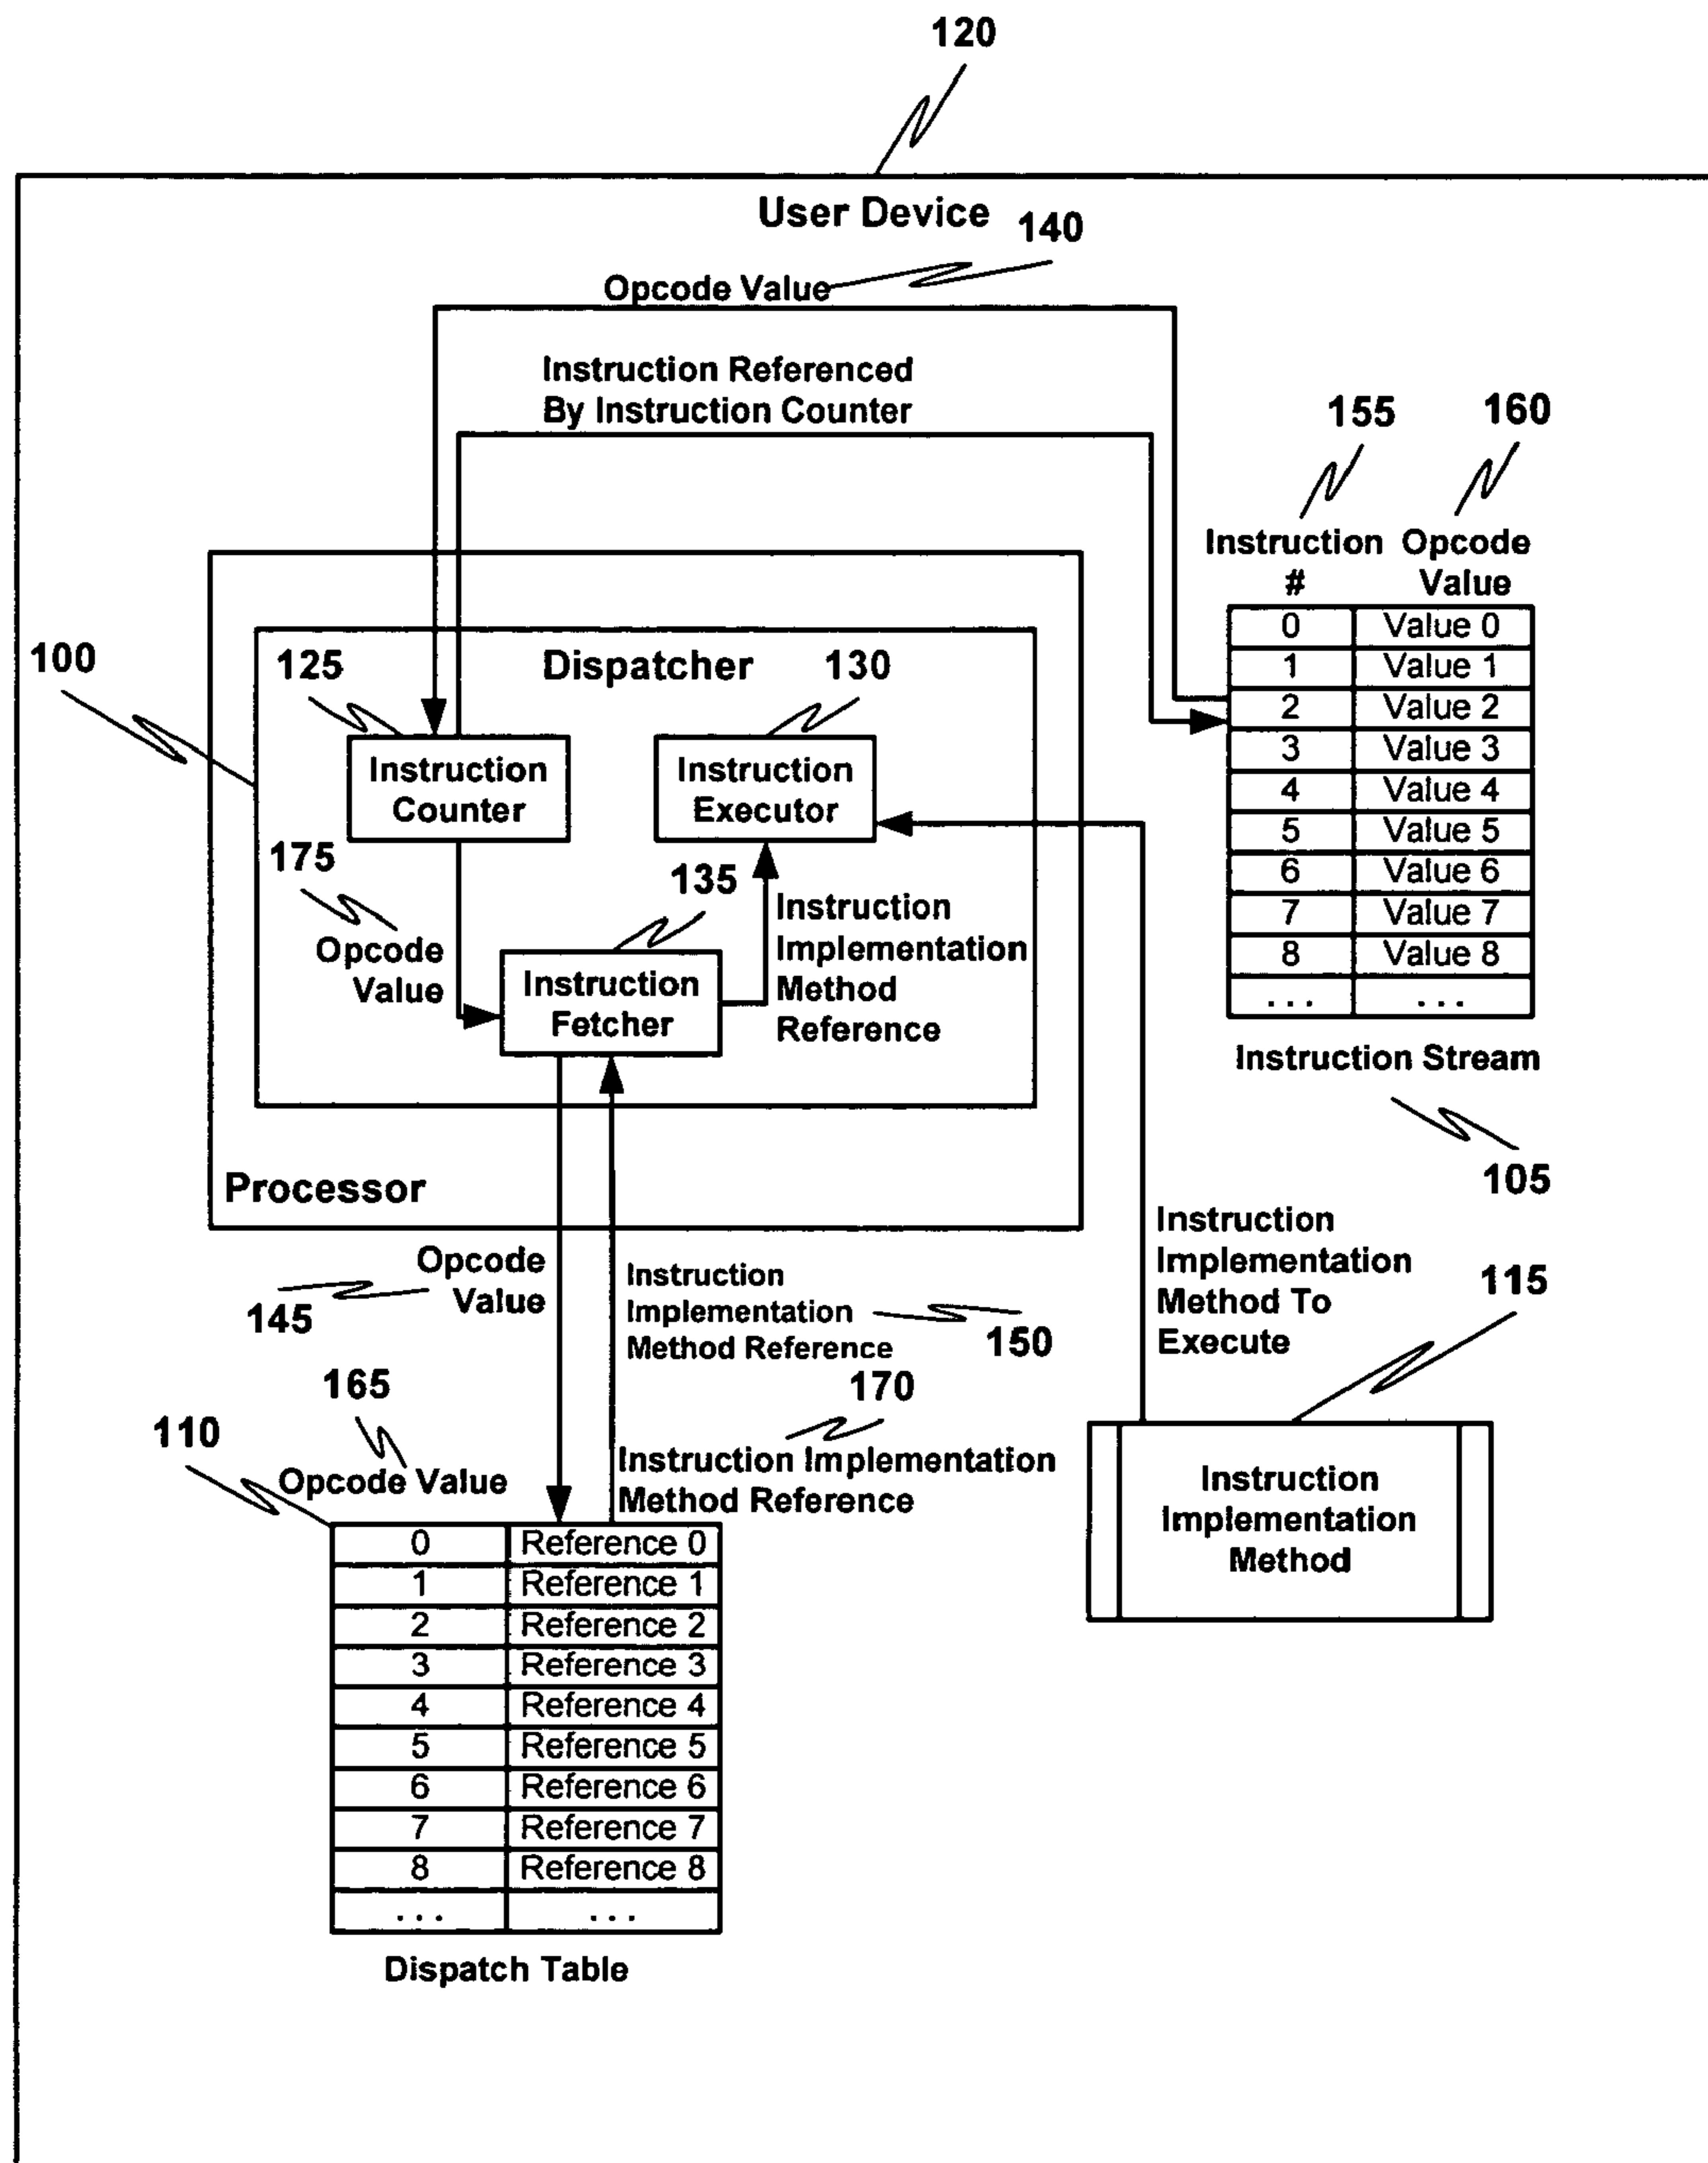 120
User Device
140
Opcode Value
Instruction Referenced
By Instruction Counter
155
160
Instruction
#
Opcode
Value
0 Value 0
1 Value 1
2 Value 2
3 Value 3
4 Value 4
5 Value 5
6 Value 6
7 Value 7
8 Value 8
... ...
Instruction Stream
105
100
125
Dispatcher
130
Instruction
Counter
Instruction
Executor
175
135
Opcode
Value
Instruction
Fetcher
Instruction
Implementation
Method
Reference
Processor
Opcode
Value
145
Instruction
Implementation
Method Reference
150
Instruction
Implementation
Method To
Execute
115
165
170
110
Opcode Value
Instruction Implementation
Method Reference
0 Reference 0
1 Reference 1
2 Reference 2
3 Reference 3
4 Reference 4
5 Reference 5
6 Reference 6
7 Reference 7
8 Reference 8
... ...
Dispatch Table
Instruction
Implementation
Method